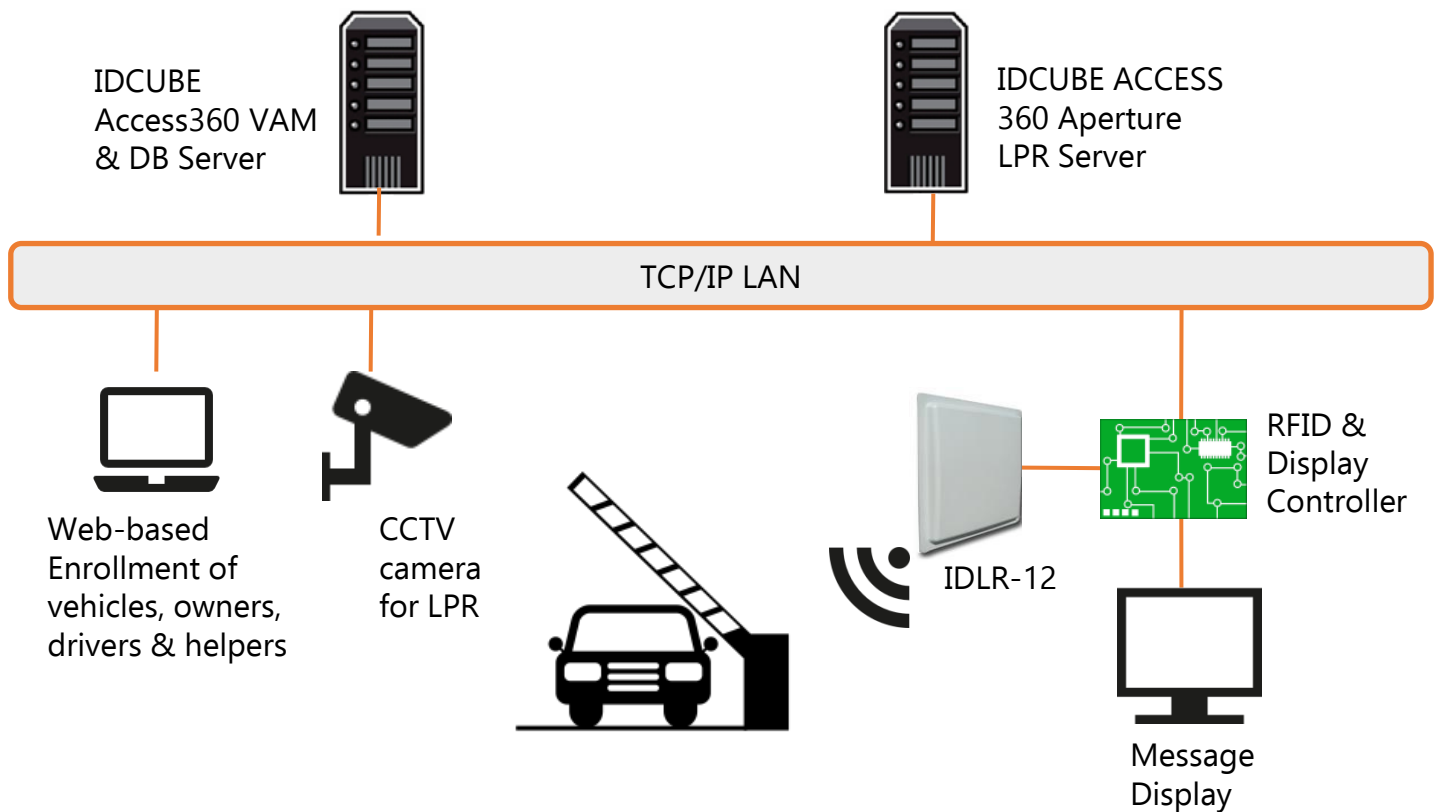 IDCUBE
Access360 VAM
& DB Server
IDCUBE ACCESS
360 Aperture
LPR Server
TCP/IP LAN
Web-based
Enrollment of
vehicles, owners,
drivers & helpers
CCTV
camera
for LPR
IDLR-12
RFID &
Display
Controller
Message
Display